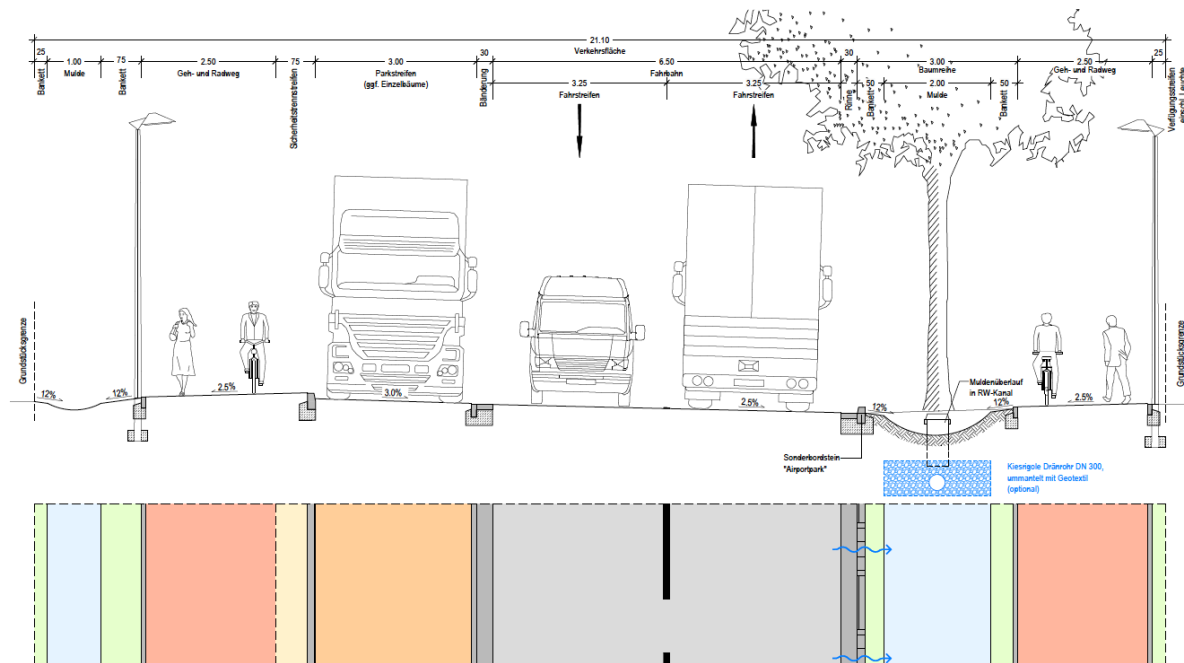 21.10
Verkehrsfläche
25
1.00
75
2.50
75
3.00
30
6.50
30
3.00
2.50
25
Bankett
Mulde
Bankett
Geh- und Radweg
Sicherheitstrennstreifen
Parkstreifen
(ggf. Einzelbäume)
Bänderung
Fahrbahn
Rinne
Baumreihe
Geh- und Radweg
Verfügungsstreifen
einschl. Leuchte
3.25
3.25
50
2.00
50
Fahrstreifen
Fahrstreifen
Bankett
Mulde
Bankett
Grundstücksgrenze
Grundstücksgrenze
12%
12%
2.5%
3.0%
2.5%
12%
12%
2.5%
Muldenüberlauf
in RW-Kanal
Sonderbordstein
"Airportpark"
Kiesrigole Dränrohr DN 300,
ummantelt mit Geotextil
(optional)